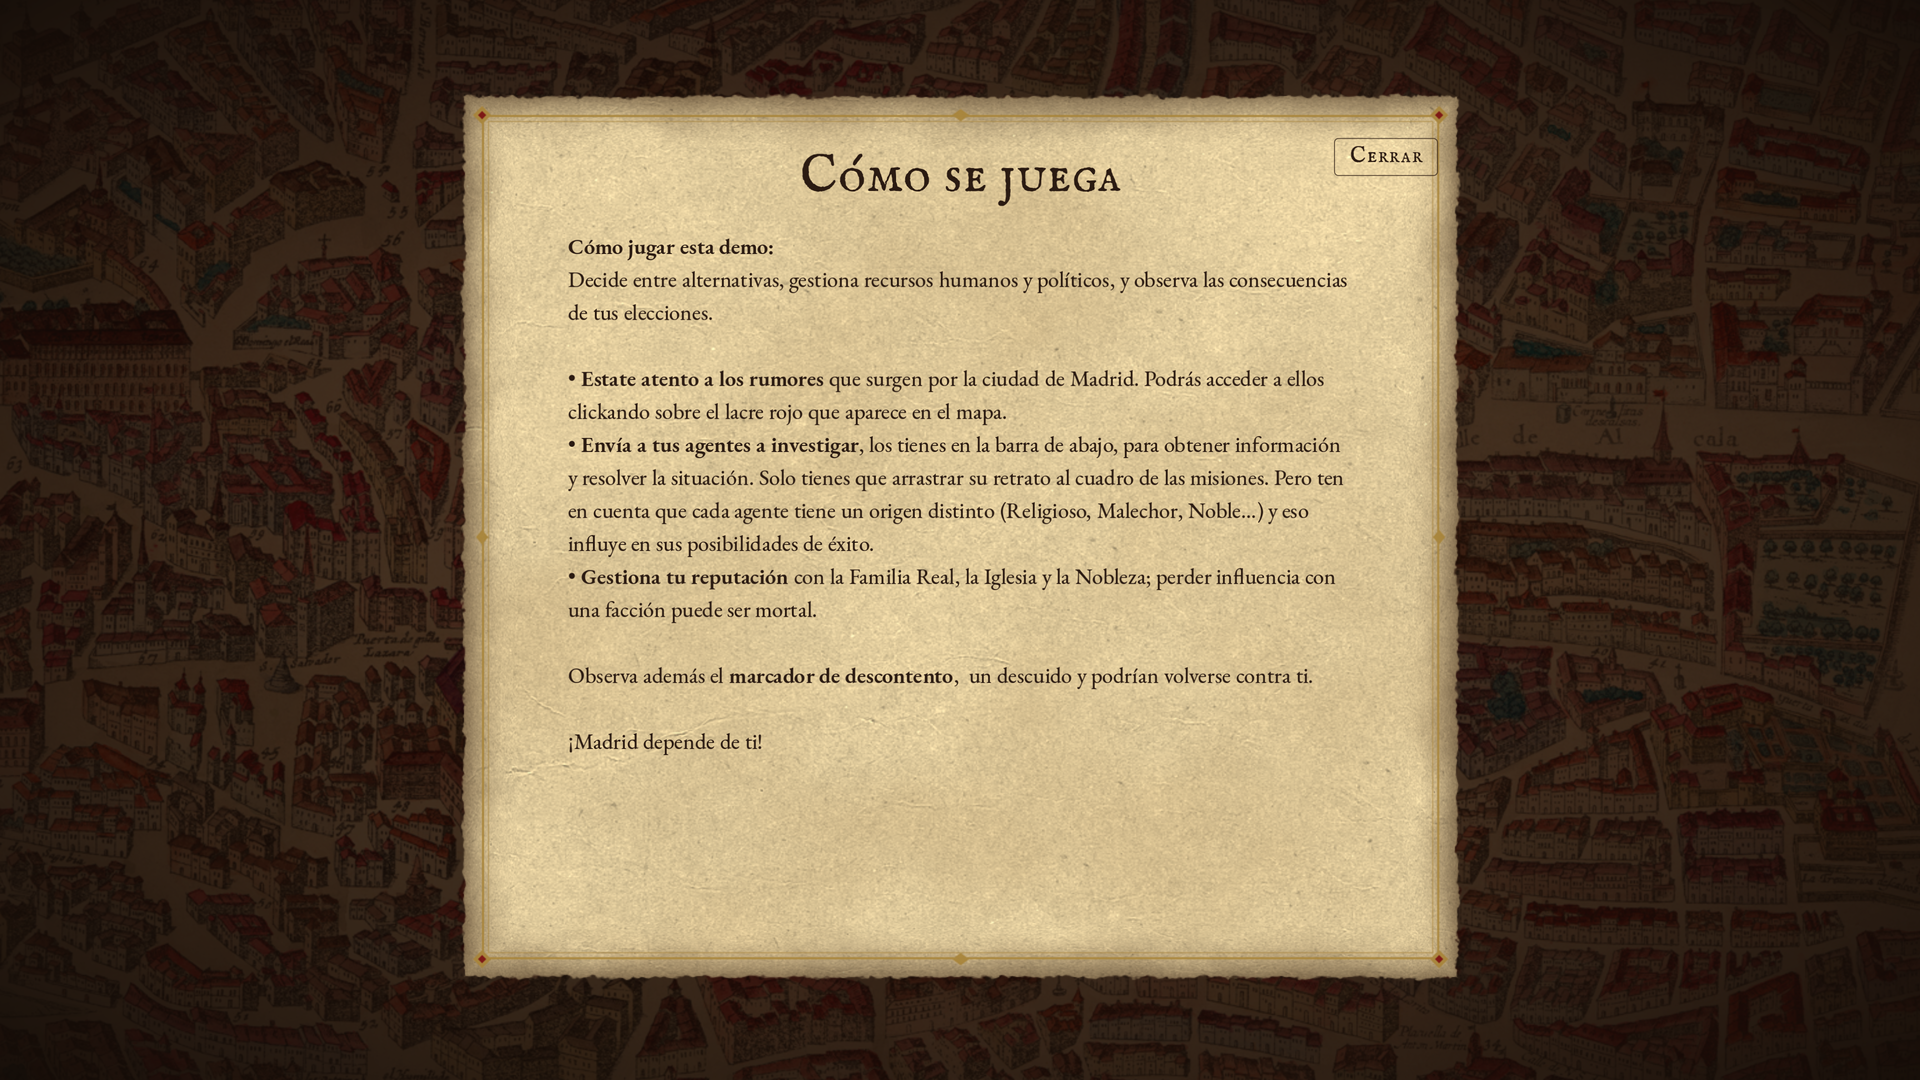 Cómo se juega
Cerrar
Cómo jugar esta demo:
Decide entre alternativas, gestiona recursos humanos y políticos, y observa las consecuencias
de tus elecciones.
• Estate atento a los rumores que surgen por la ciudad de Madrid. Podrás acceder a ellos
clickando sobre el lacre rojo que aparece en el mapa.
• Envía a tus agentes a investigar, los tienes en la barra de abajo, para obtener información
y resolver la situación. Solo tienes que arrastrar su retrato al cuadro de las misiones. Pero ten
en cuenta que cada agente tiene un origen distinto (Religioso, Malechor, Noble...) y eso
influye en sus posibilidades de éxito.
• Gestiona tu reputación con la Familia Real, la Iglesia y la Nobleza; perder influencia con
una facción puede ser mortal.
Observa además el marcador de descontento,  un descuido y podrían volverse contra ti.
¡Madrid depende de ti!
de Al cala